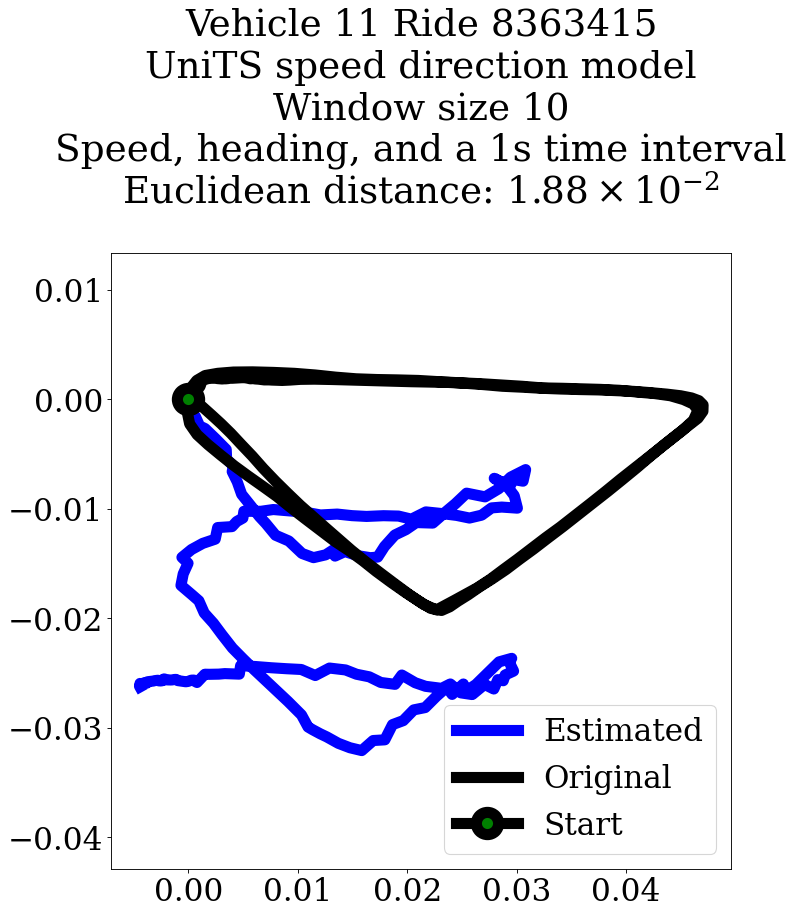 Vehicle 11 Ride 8363415
UniTS speed direction model
Window size 10
Speed, heading, and a 1s time interval
Euclidean distance: 1.88 × 10⁻²
0.01
0.00
−0.01
−0.02
−0.03
−0.04
Estimated
Original
Start
0.00 0.01 0.02 0.03 0.04